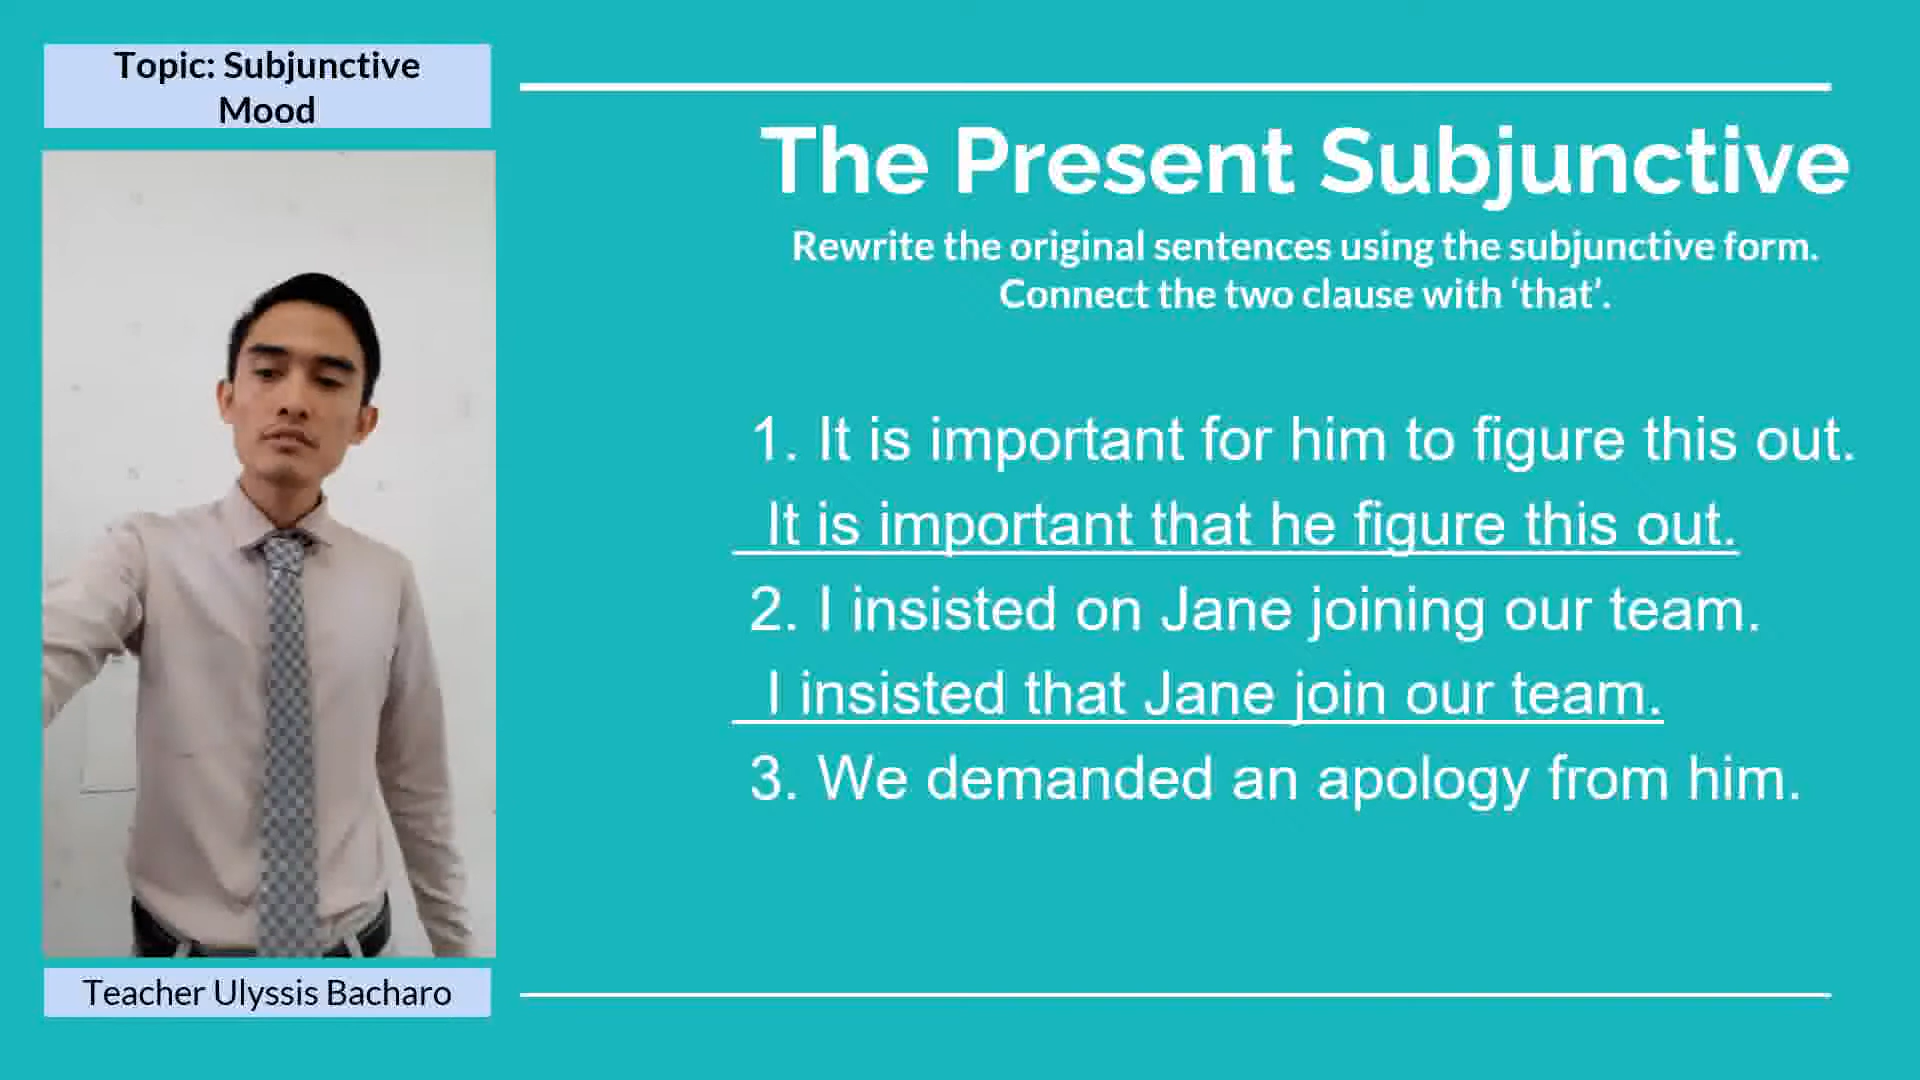 Topic: Subjunctive
Mood
The Present Subjunctive
Rewrite the original sentences using the subjunctive form.
Connect the two clause with ‘that’.
1. It is important for him to figure this out.
It is important that he figure this out.
2. I insisted on Jane joining our team.
I insisted that Jane join our team.
3. We demanded an apology from him.
Teacher Ulyssis Bacharo